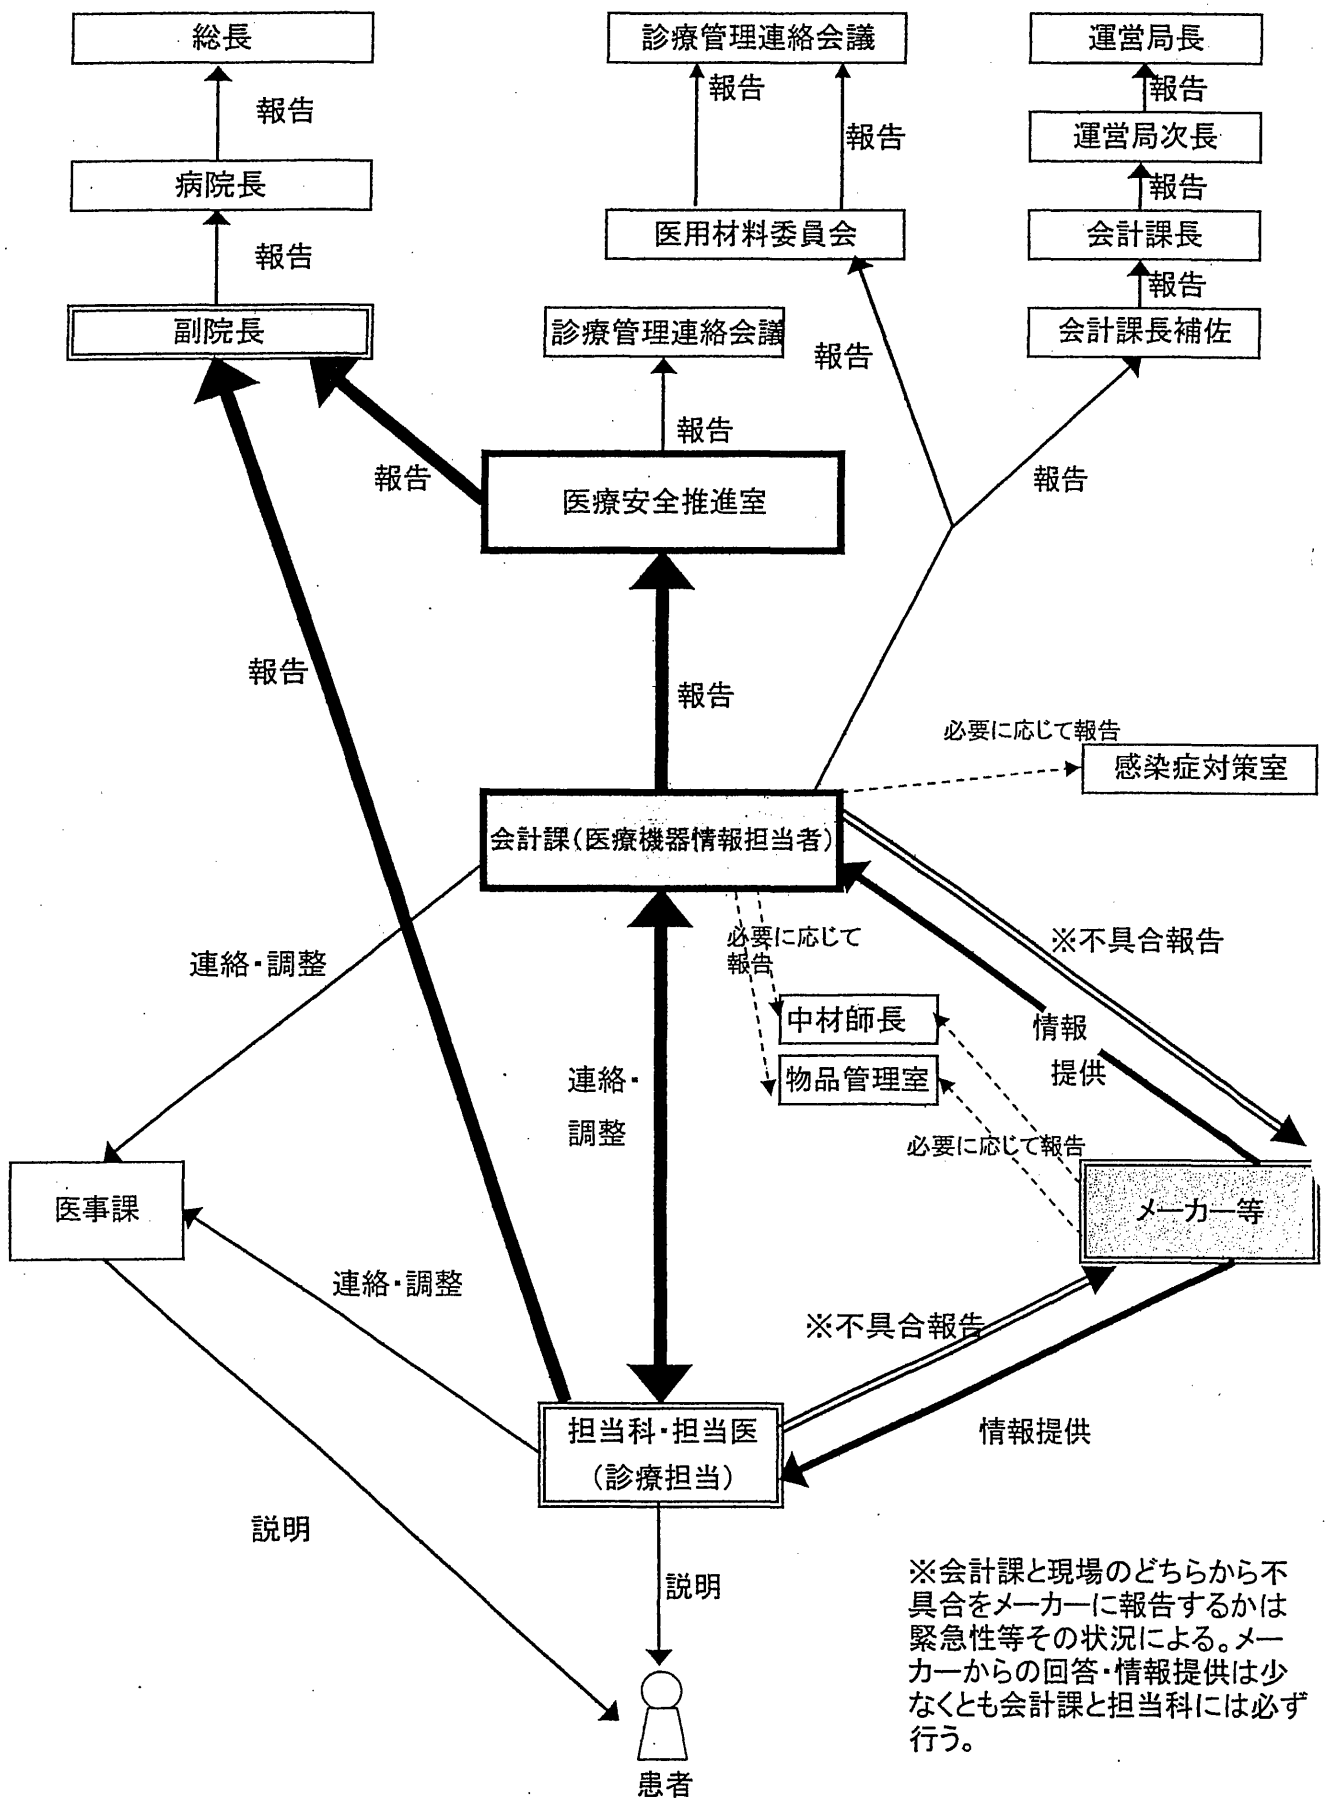 総長
診療管理連絡会議
運営局長
報告
報告
報告
報告
運営局次長
病院長
報告
医用材料委員会
会計課長
報告
報告
副院長
診療管理連絡会議
会計課長補佐
報告
報告
報告
報告
医療安全推進室
報告
報告
必要に応じて報告
感染症対策室
会計課(医療機器情報担当者)
連絡・調整
必要に応じて
報告
※不具合報告
中材師長
情報
提供
物品管理室
連絡・
調整
必要に応じて報告
医事課
メーカー等
連絡・調整
※不具合報告
担当科・担当医
(診療担当)
情報提供
説明
説明
※会計課と現場のどちらから不
具合をメーカーに報告するかは
緊急性等その状況による。メー
カーからの回答・情報提供は少
なくとも会計課と担当科には必ず
行う。
患者